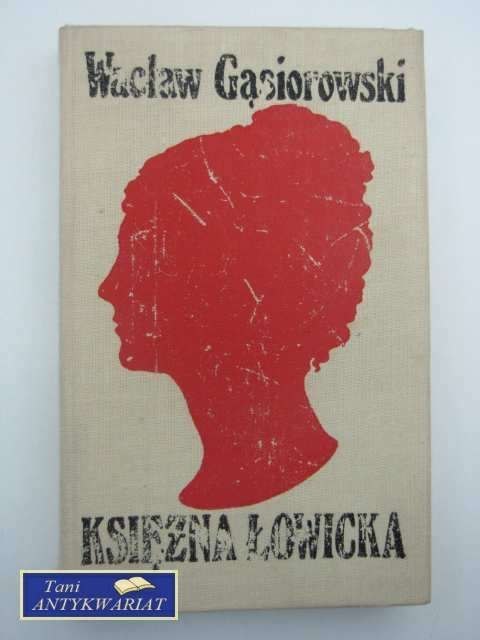 Wacław Gąsiorowski
KSIĘŻNA ŁOWICKA
Tani
ANTYKWARIAT